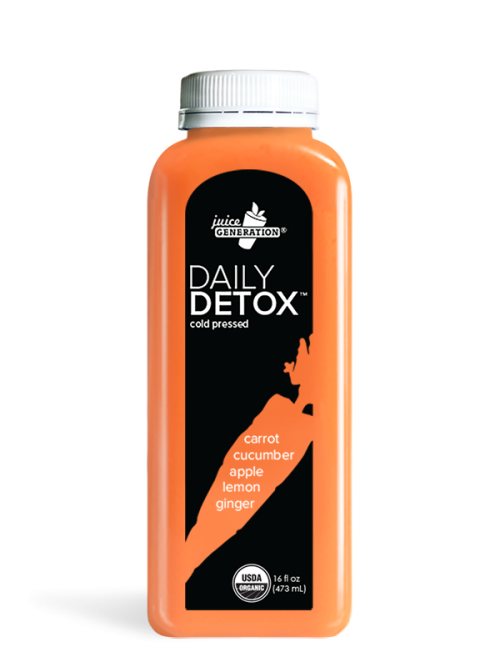 juice
GENERATION®
DAILY
DETOX™
cold pressed
carrot
cucumber
apple
lemon
ginger
USDA
ORGANIC
16 fl oz
(473 mL)